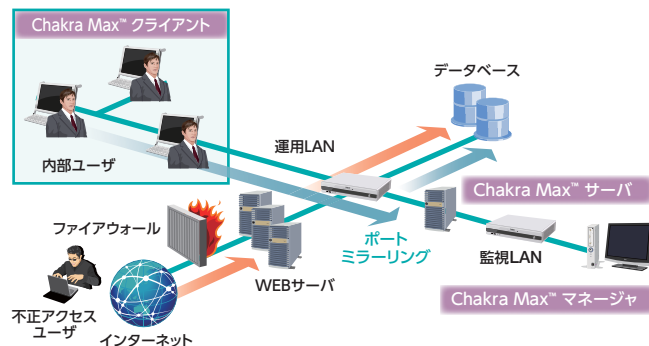 Chakra Max™ クライアント
内部ユーザ
データベース
運用LAN
Chakra Max™ サーバ
ファイアウォール
ポート
ミラーリング
監視LAN
WEBサーバ
Chakra Max™ マネージャ
不正アクセス
ユーザ
インターネット